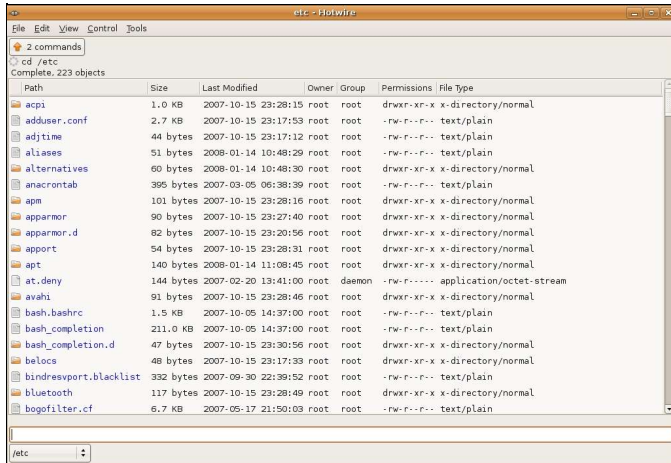 etc - Hotwire
File Edit View Control Tools
2 commands
cd /etc
Complete, 223 objects
Path Size Last Modified Owner Group Permissions File Type
acpi 1.0 KB 2007-10-15 23:28:15 root root drwxr-xr-x x-directory/normal
adduser.conf 2.7 KB 2007-10-15 23:17:53 root root -rw-r--r-- text/plain
adjtime 44 bytes 2007-10-15 23:17:12 root root -rw-r--r-- text/plain
aliases 51 bytes 2008-01-14 10:48:29 root root -rw-r--r-- text/plain
alternatives 60 bytes 2008-01-14 10:48:30 root root drwxr-xr-x x-directory/normal
anacrontab 395 bytes 2007-03-05 06:38:39 root root -rw-r--r-- text/plain
apm 101 bytes 2007-10-15 23:28:16 root root drwxr-xr-x x-directory/normal
apparmor 90 bytes 2007-10-15 23:27:40 root root drwxr-xr-x x-directory/normal
apparmor.d 82 bytes 2007-10-15 23:20:56 root root drwxr-xr-x x-directory/normal
apport 54 bytes 2007-10-15 23:28:31 root root drwxr-xr-x x-directory/normal
apt 140 bytes 2008-01-14 11:08:45 root root drwxr-xr-x x-directory/normal
at.deny 144 bytes 2007-02-20 13:41:00 root daemon -rw-r----- application/octet-stream
avahi 91 bytes 2007-10-15 23:28:46 root root drwxr-xr-x x-directory/normal
bash.bashrc 1.5 KB 2007-10-05 14:37:00 root root -rw-r--r-- text/plain
bash_completion 211.0 KB 2007-10-05 14:37:00 root root -rw-r--r-- text/plain
bash_completion.d 47 bytes 2007-10-15 23:30:56 root root drwxr-xr-x x-directory/normal
belocs 48 bytes 2007-10-15 23:17:33 root root drwxr-xr-x x-directory/normal
bindresvport.blacklist 332 bytes 2007-09-30 22:39:52 root root -rw-r--r-- text/plain
bluetooth 117 bytes 2007-10-15 23:28:49 root root drwxr-xr-x x-directory/normal
bogofilter.cf 6.7 KB 2007-05-17 21:50:03 root root -rw-r--r-- text/plain
/etc